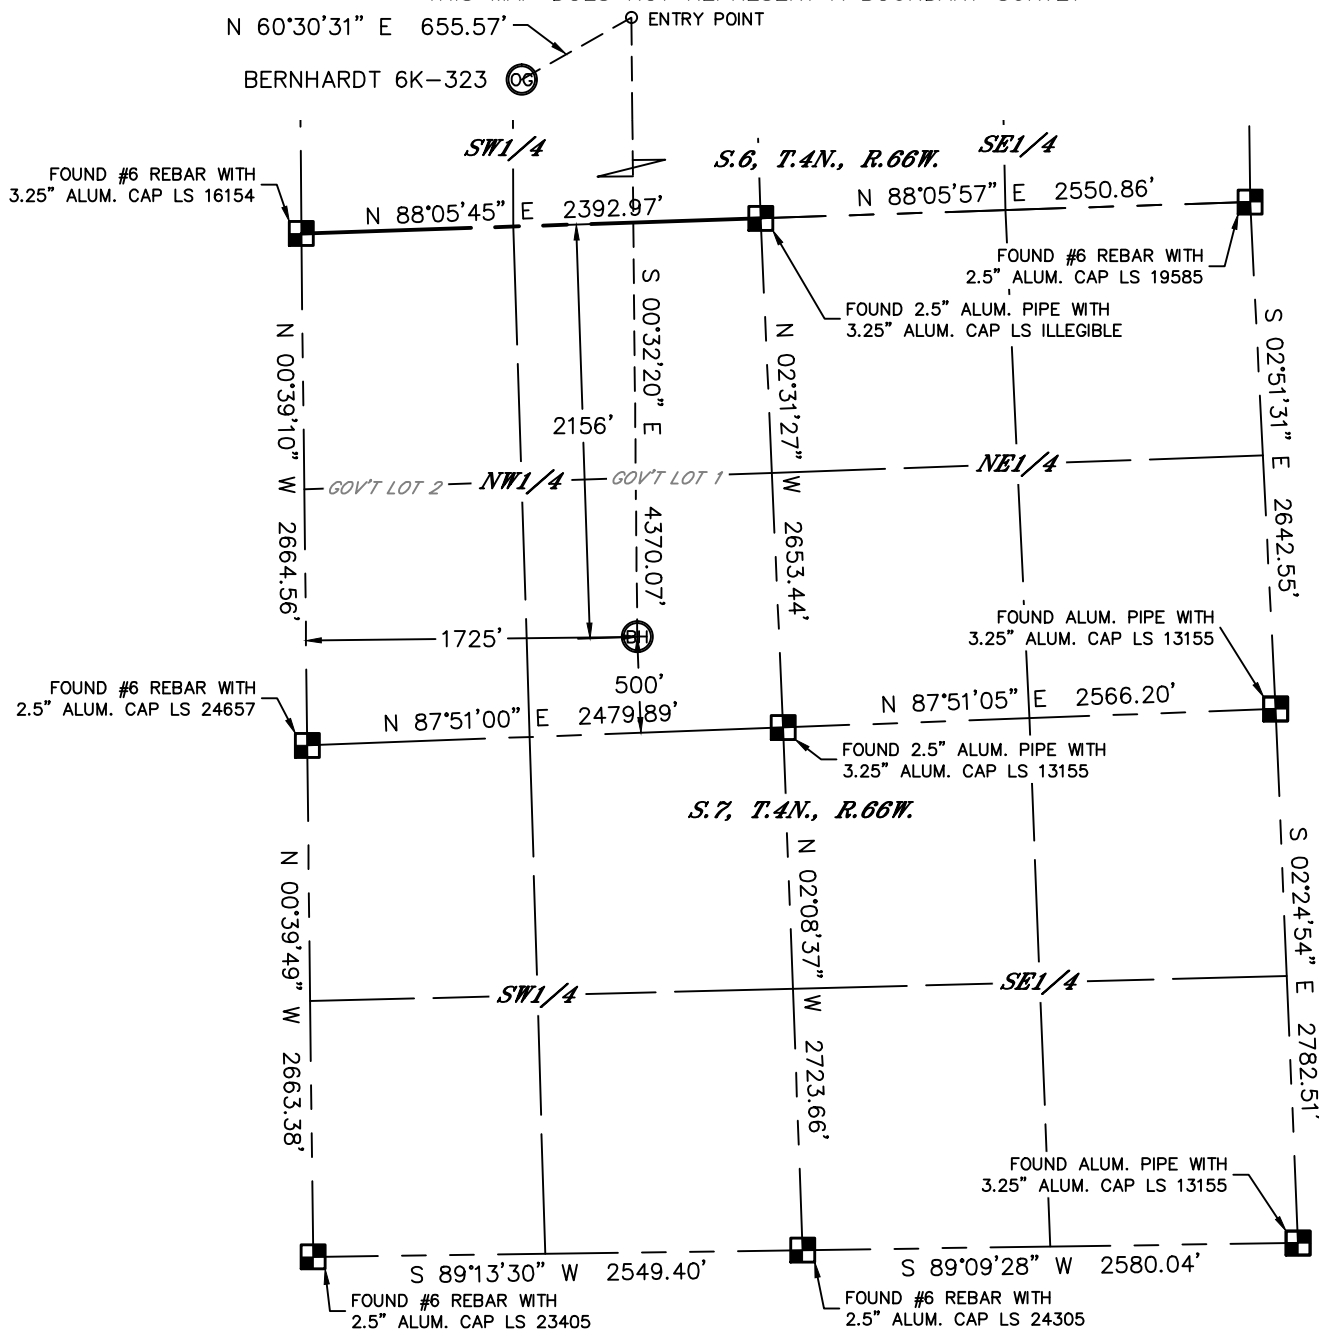 N 60°30'31" E 655.57'
ENTRY POINT
BERNHARDT 6K-323
OG
SW1/4
S.6, T.4N., R.66W.
SE1/4
FOUND #6 REBAR WITH
3.25" ALUM. CAP LS 16154
N 88°05'45" E 2392.97'
N 88°05'57" E 2550.86'
FOUND #6 REBAR WITH
2.5" ALUM. CAP LS 19585
FOUND 2.5" ALUM. PIPE WITH
3.25" ALUM. CAP LS ILLEGIBLE
N 00°39'10" W 2664.56'
S 00°32'20" E 4370.07'
N 02°31'27" W 2653.44'
S 02°51'31" E 2642.55'
2156'
GOV'T LOT 2
NW1/4
GOV'T LOT 1
NE1/4
1725'
BH
FOUND ALUM. PIPE WITH
3.25" ALUM. CAP LS 13155
500'
FOUND #6 REBAR WITH
2.5" ALUM. CAP LS 24657
N 87°51'00" E 2479.89'
N 87°51'05" E 2566.20'
FOUND 2.5" ALUM. PIPE WITH
3.25" ALUM. CAP LS 13155
S.7, T.4N., R.66W.
N 00°39'49" W 2663.38'
N 02°08'37" W 2723.66'
S 02°24'54" E 2782.51'
SW1/4
SE1/4
FOUND ALUM. PIPE WITH
3.25" ALUM. CAP LS 13155
S 89°13'30" W 2549.40'
S 89°09'28" W 2580.04'
FOUND #6 REBAR WITH
2.5" ALUM. CAP LS 23405
FOUND #6 REBAR WITH
2.5" ALUM. CAP LS 24305